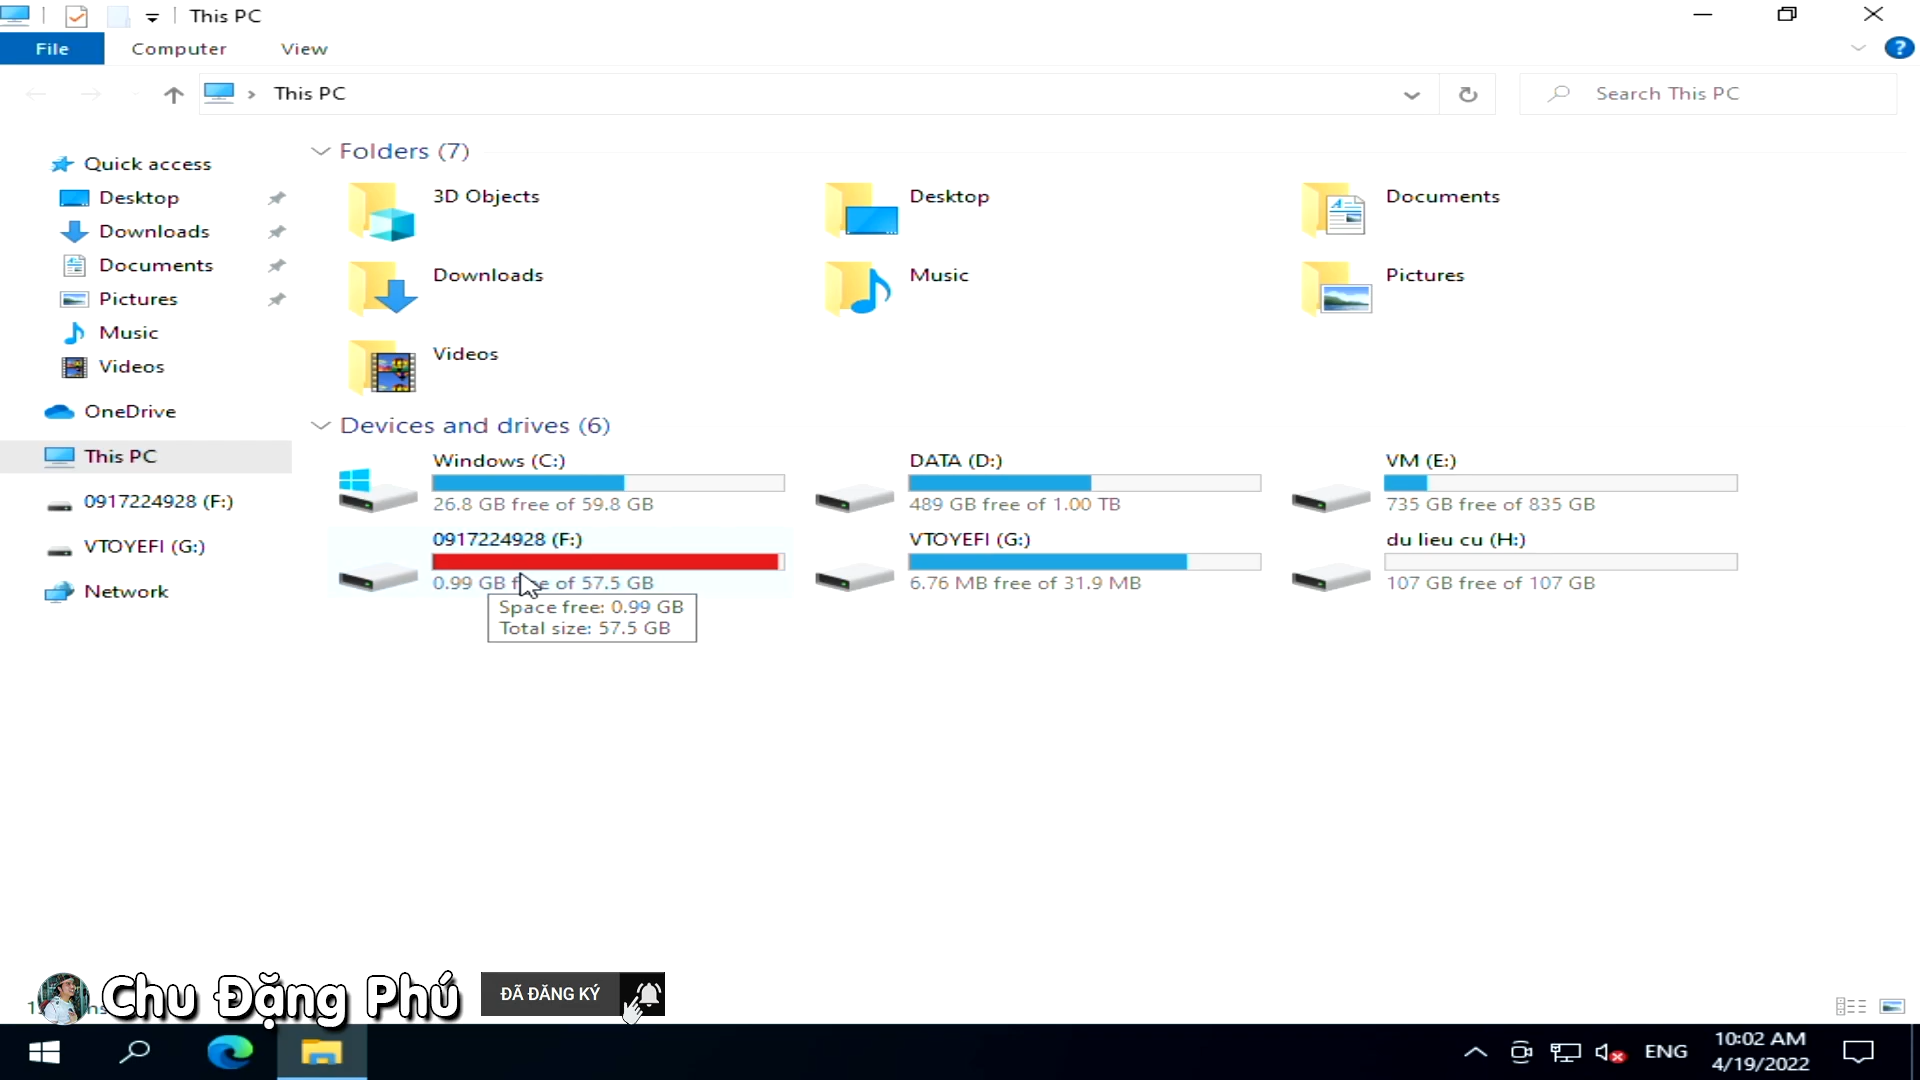 This PC
File Computer View
This PC
Search This PC
Quick access
Desktop
Downloads
Documents
Pictures
Music
Videos
OneDrive
This PC
0917224928 (F:)
VTOYEFI (G:)
Network
Folders (7)
3D Objects
Desktop
Documents
Downloads
Music
Pictures
Videos
Devices and drives (6)
Windows (C:)
26.8 GB free of 59.8 GB
DATA (D:)
489 GB free of 1.00 TB
VM (E:)
735 GB free of 835 GB
0917224928 (F:)
0.99 GB free of 57.5 GB
Space free: 0.99 GB
Total size: 57.5 GB
VTOYEFI (G:)
6.76 MB free of 31.9 MB
du lieu cu (H:)
107 GB free of 107 GB
Chu Đặng Phú
ĐÃ ĐĂNG KÝ
ENG
10:02 AM
4/19/2022